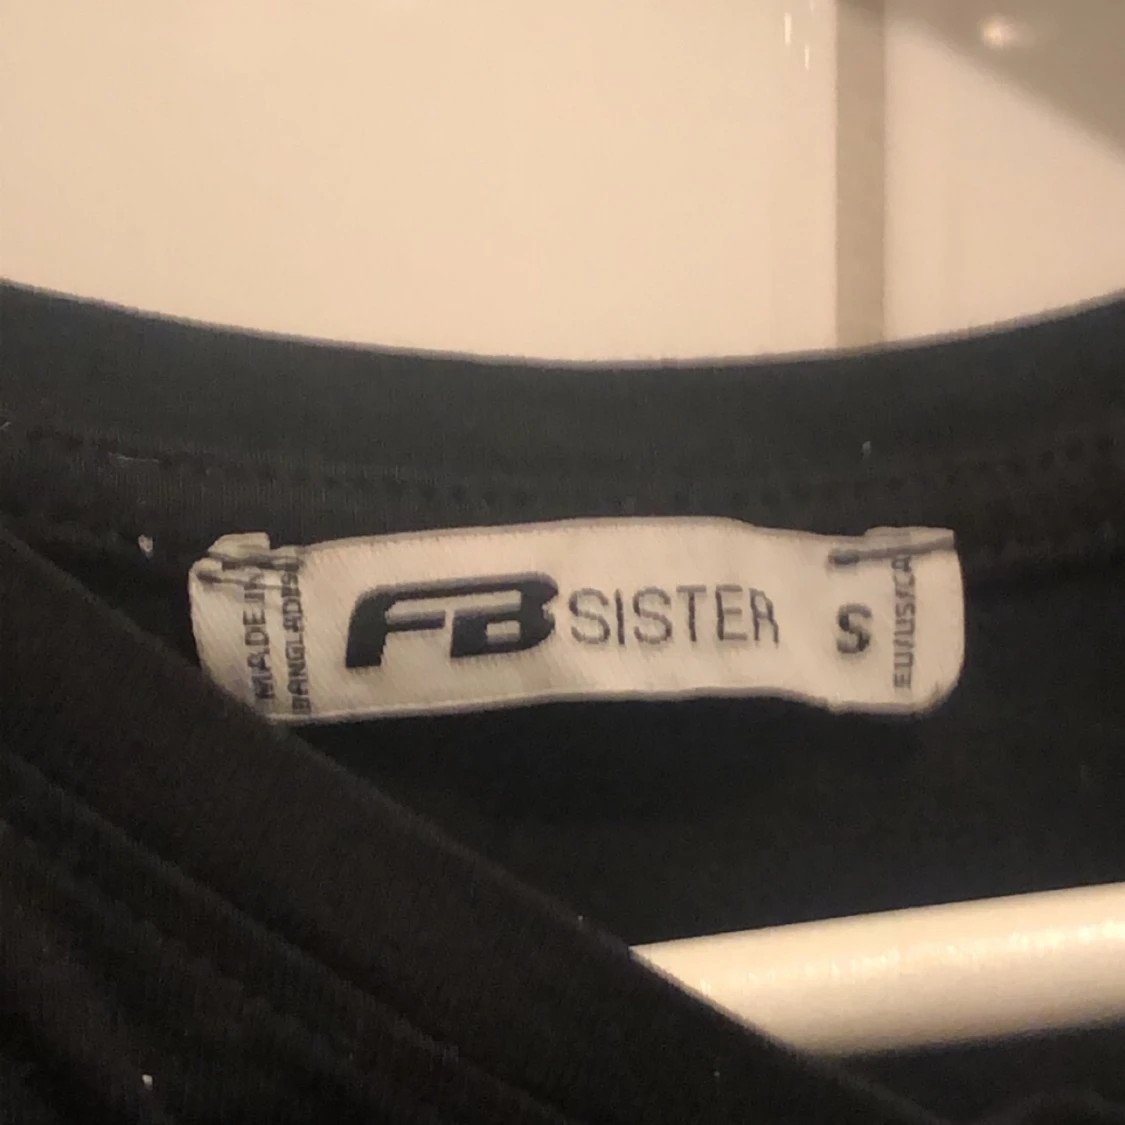 MADE IN
BANGLADESH
FB SISTER
S
EU/US/CA